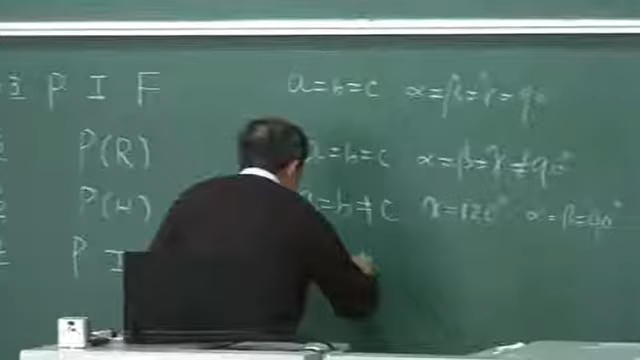 P I F a = b = c α = β = γ = 90°
P(R) a = b = c α = β = γ ≠ 90°
P(H) a = b ≠ c γ = 120° α = β = 90°
P I